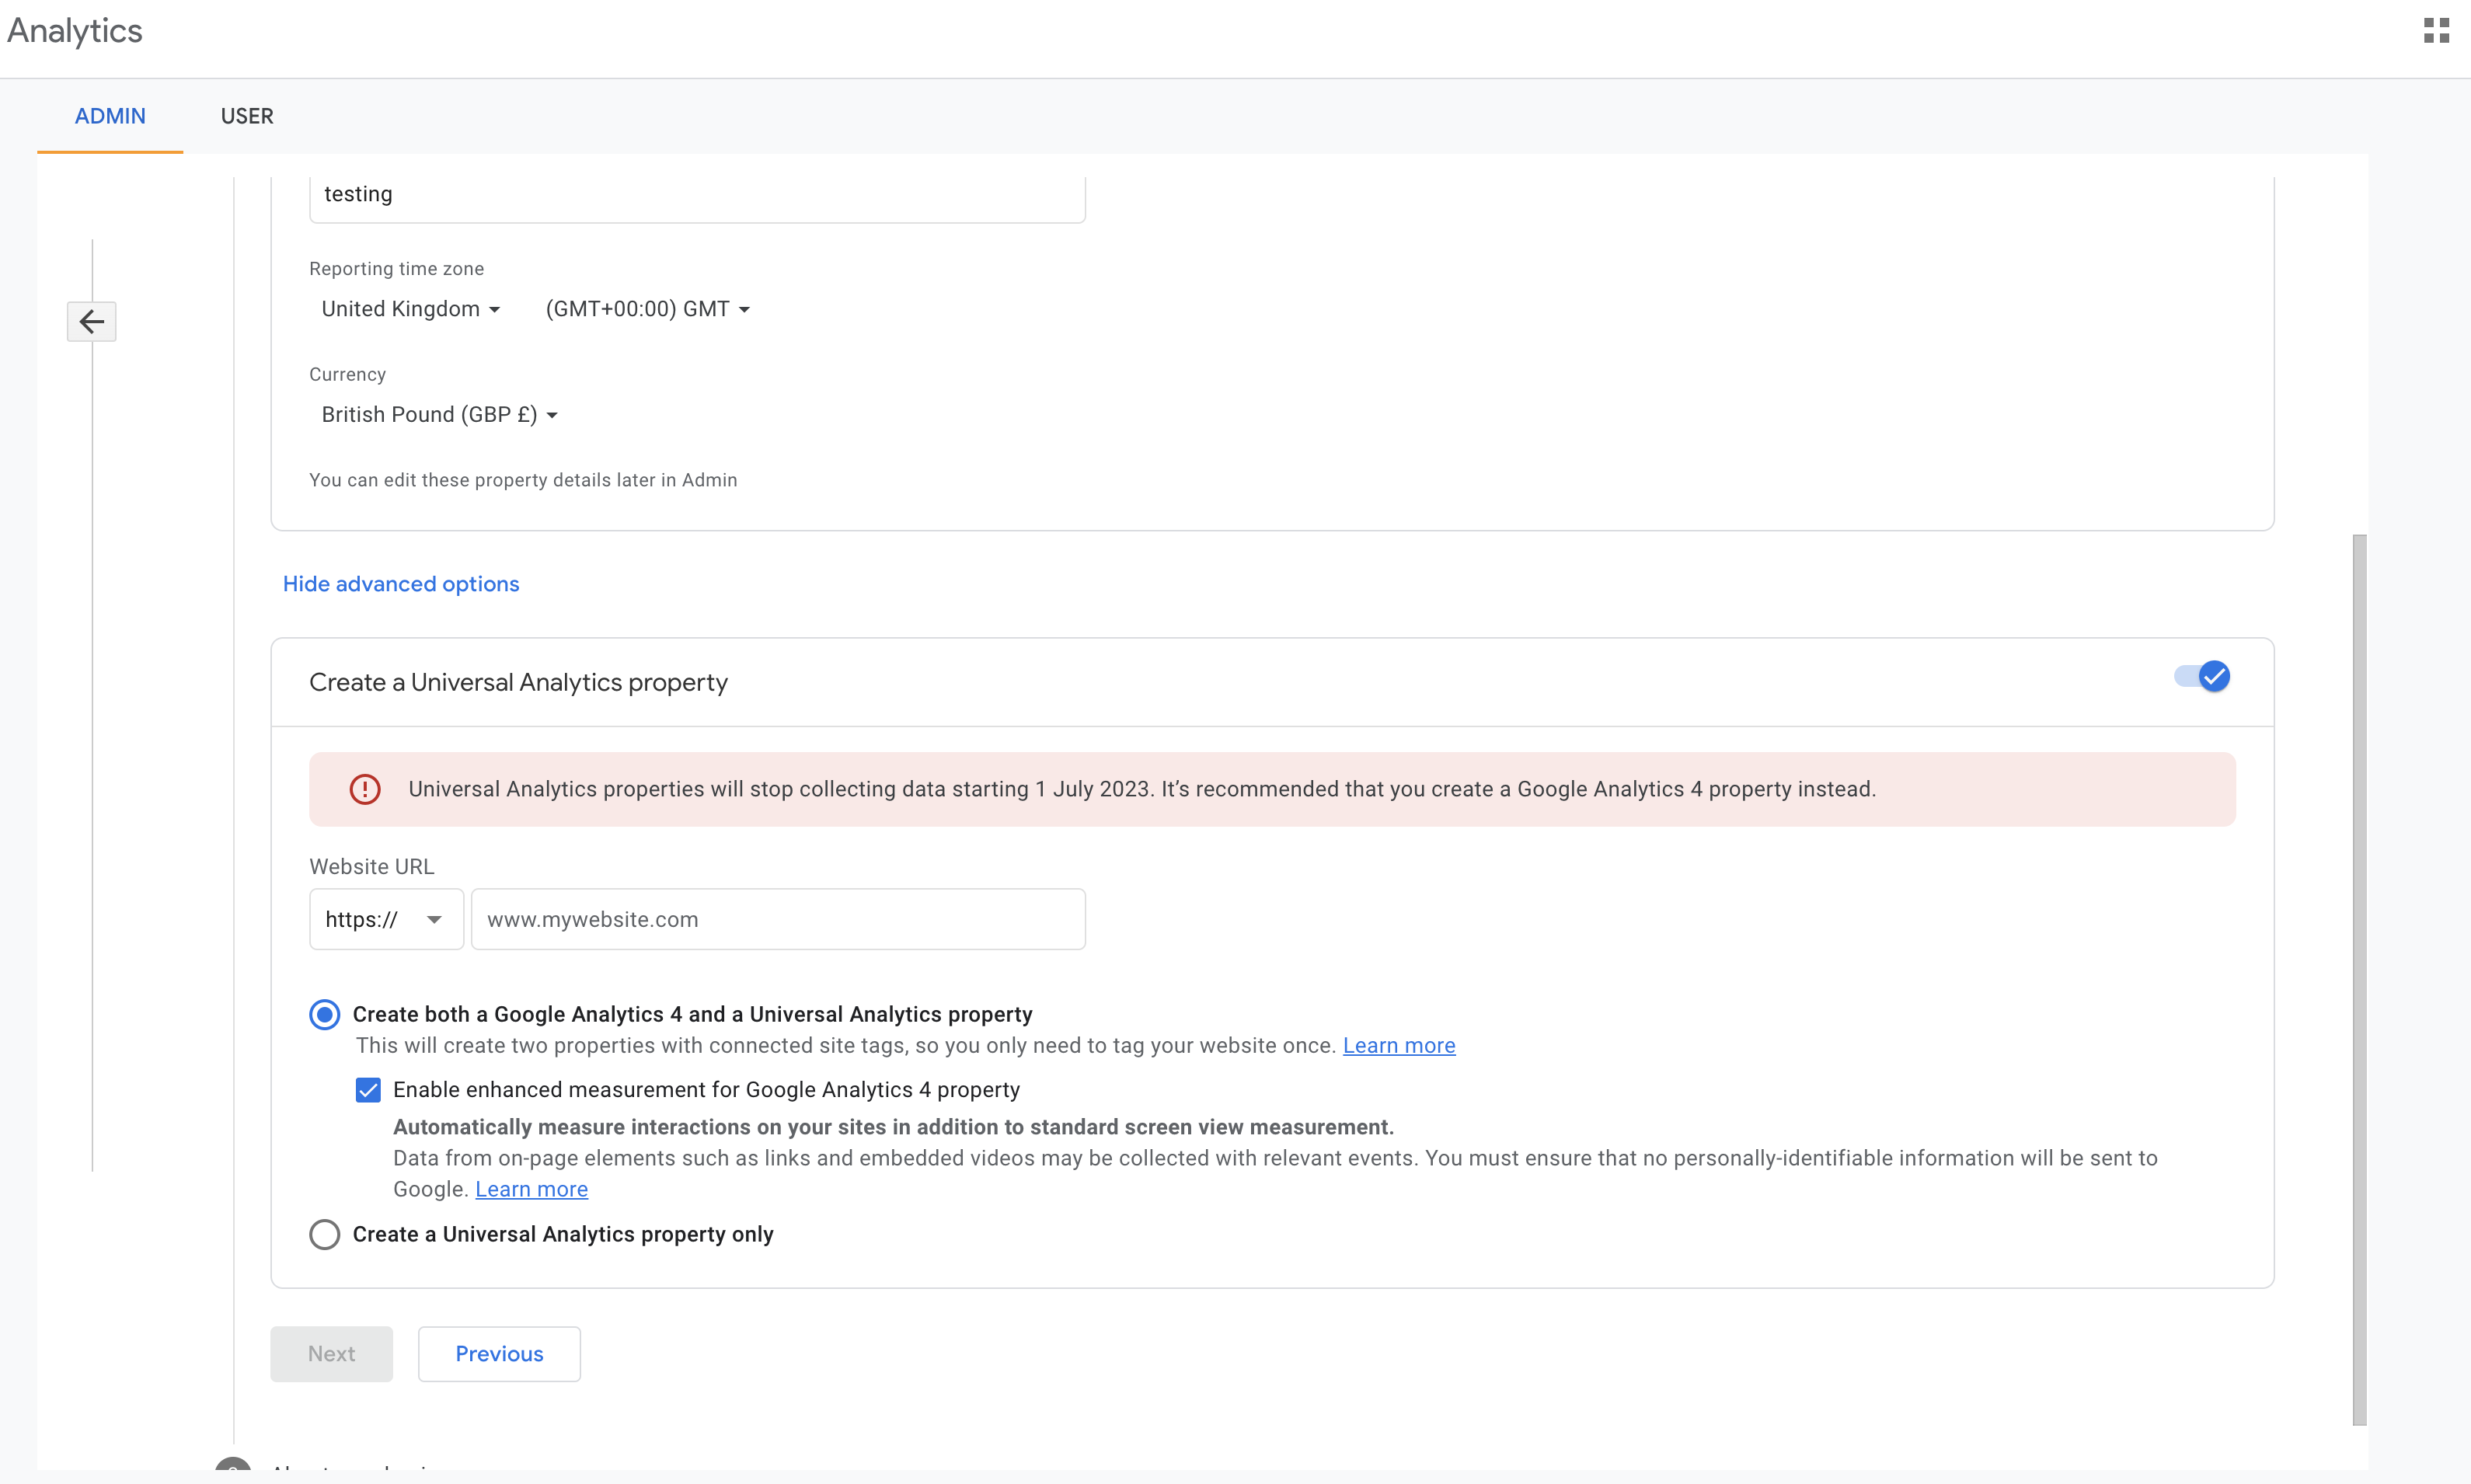 Analytics
ADMIN
USER
testing
Reporting time zone
United Kingdom
(GMT+00:00) GMT
Currency
British Pound (GBP £)
You can edit these property details later in Admin
Hide advanced options
Create a Universal Analytics property
Universal Analytics properties will stop collecting data starting 1 July 2023. It’s recommended that you create a Google Analytics 4 property instead.
Website URL
https://
www.mywebsite.com
Create both a Google Analytics 4 and a Universal Analytics property
This will create two properties with connected site tags, so you only need to tag your website once. Learn more
Enable enhanced measurement for Google Analytics 4 property
Automatically measure interactions on your sites in addition to standard screen view measurement.
Data from on-page elements such as links and embedded videos may be collected with relevant events. You must ensure that no personally-identifiable information will be sent to
Google. Learn more
Create a Universal Analytics property only
Next
Previous